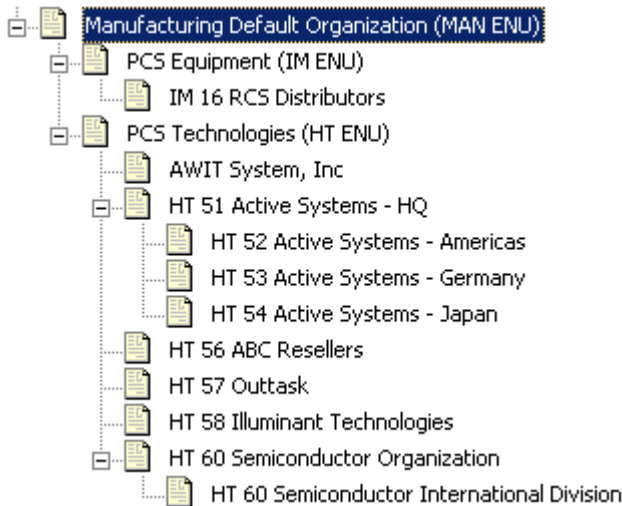 Manufacturing Default Organization (MAN ENU)
PCS Equipment (IM ENU)
IM 16 RCS Distributors
PCS Technologies (HT ENU)
AWIT System, Inc
HT 51 Active Systems - HQ
HT 52 Active Systems - Americas
HT 53 Active Systems - Germany
HT 54 Active Systems - Japan
HT 56 ABC Resellers
HT 57 Outtask
HT 58 Illuminant Technologies
HT 60 Semiconductor Organization
HT 60 Semiconductor International Division